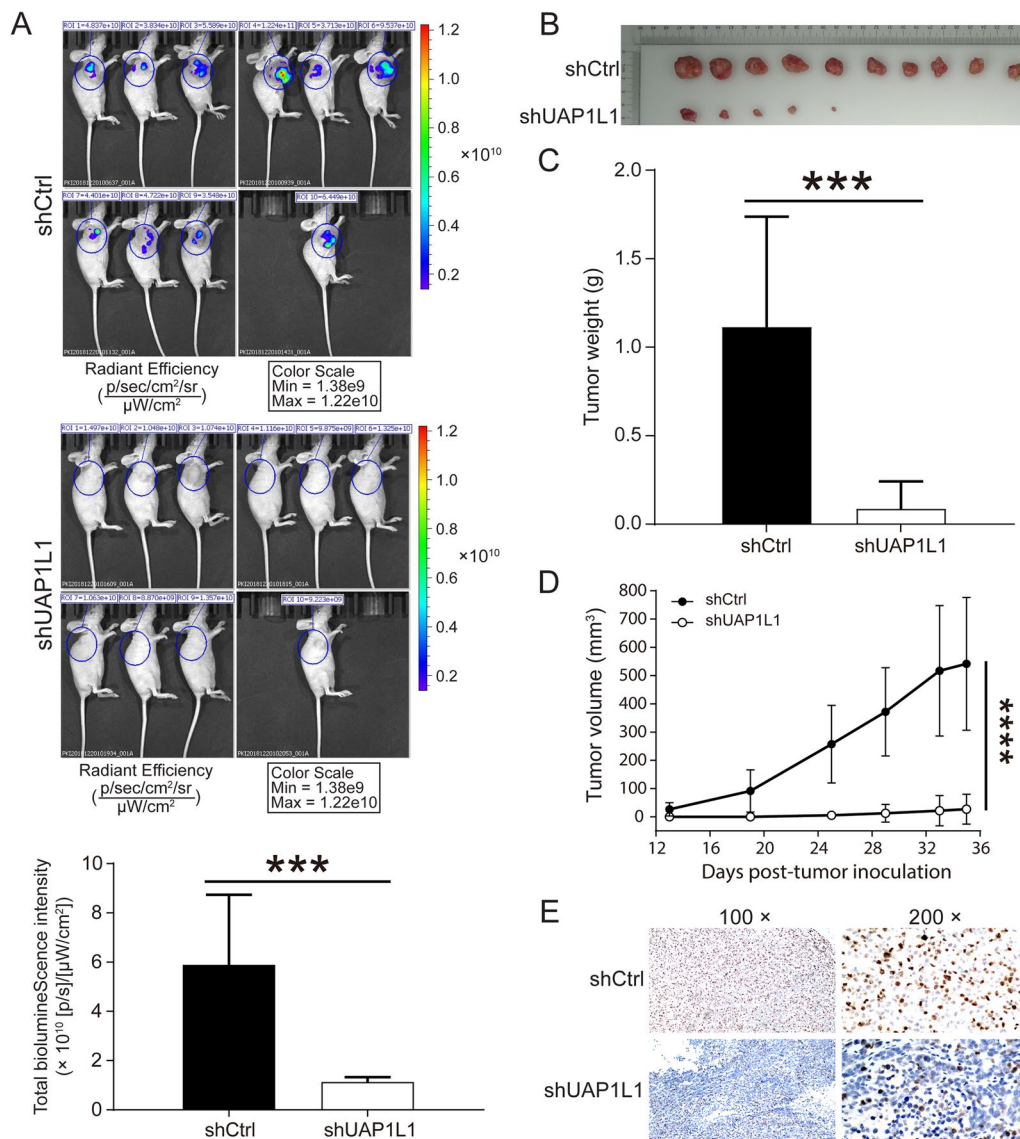 A
shCtrl
ROI 1=4.837e+10
ROI 2=3.834e+10
ROI 3=5.589e+10
ROI 4=1.224e+11
ROI 5=3.713e+10
ROI 6=9.537e+10
PKI20181220100637_001A
PKI20181220100939_001A
ROI 7=4.401e+10
ROI 8=4.722e+10
ROI 9=3.548e+10
ROI 10=6.449e+10
PKI20181220101132_001A
PKI20181220101431_001A
1.2
1.0
0.8
×10¹⁰
0.6
0.4
0.2
Radiant Efficiency
(p/sec/cm²/sr
µW/cm²)
Color Scale
Min = 1.38e9
Max = 1.22e10
shUAP1L1
ROI 1=1.497e+10
ROI 2=1.048e+10
ROI 3=1.074e+10
ROI 4=1.116e+10
ROI 5=9.875e+09
ROI 6=1.325e+10
PKI20181220101609_001A
PKI20181220101815_001A
ROI 7=1.063e+10
ROI 8=8.870e+09
ROI 9=1.357e+10
ROI 10=9.223e+09
PKI20181220101934_001A
PKI20181220102053_001A
1.2
1.0
0.8
×10¹⁰
0.6
0.4
0.2
Radiant Efficiency
(p/sec/cm²/sr
µW/cm²)
Color Scale
Min = 1.38e9
Max = 1.22e10
Total biolumineScence intensity
(× 10¹⁰ [p/s]/[µW/cm²])
10
8
6
4
2
0
***
shCtrl
shUAP1L1
B
shCtrl
shUAP1L1
C
Tumor weight (g)
2.0
1.5
1.0
0.5
0.0
***
shCtrl
shUAP1L1
D
Tumor volume (mm³)
800
700
600
500
400
300
200
100
0
shCtrl
shUAP1L1
****
12
16
20
24
28
32
36
Days post-tumor inoculation
E
100 ×
200 ×
shCtrl
shUAP1L1